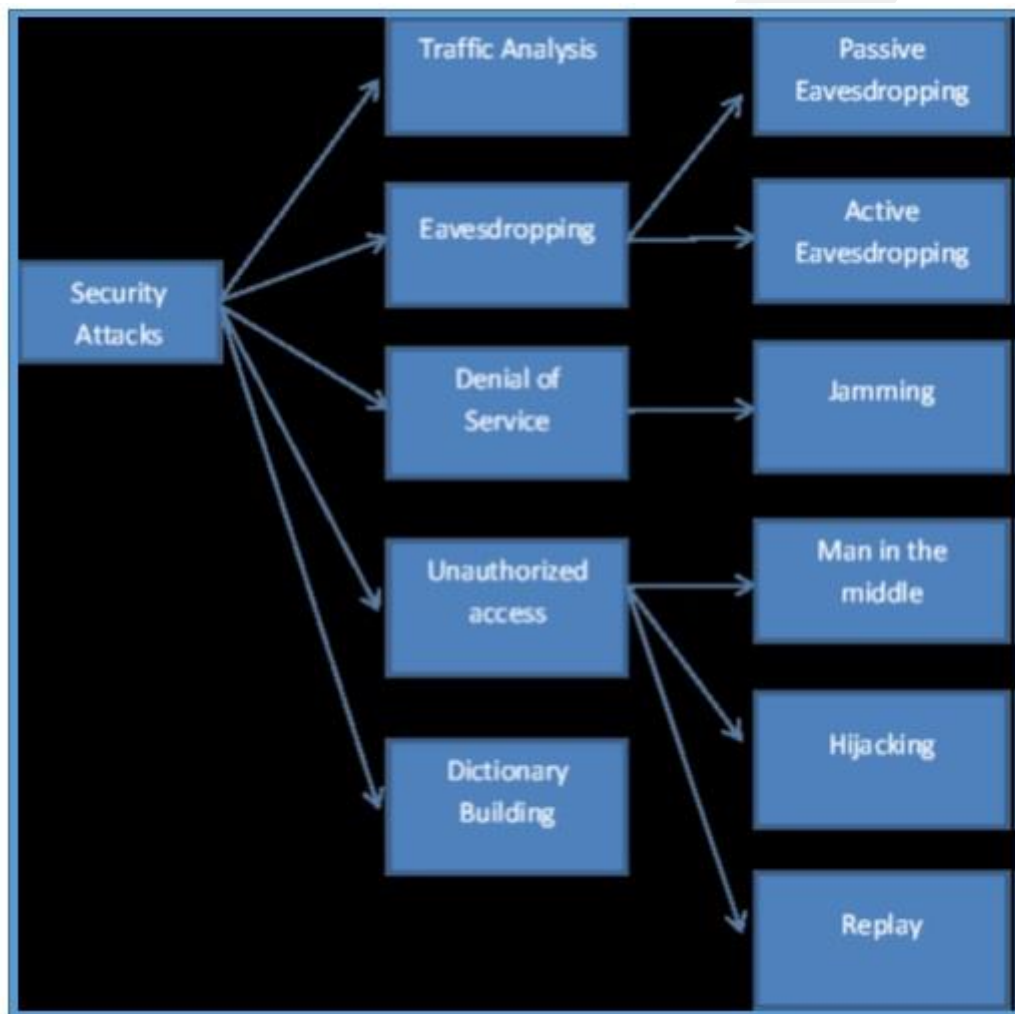 Security
Attacks
Traffic Analysis
Eavesdropping
Denial of
Service
Unauthorized
access
Dictionary
Building
Passive
Eavesdropping
Active
Eavesdropping
Jamming
Man in the
middle
Hijacking
Replay